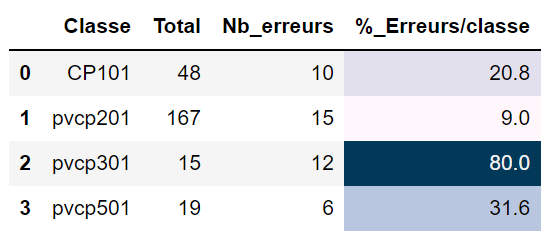 Classe Total Nb_erreurs %_Erreurs/classe
0 CP101 48 10 20.8
1 pvcp201 167 15 9.0
2 pvcp301 15 12 80.0
3 pvcp501 19 6 31.6